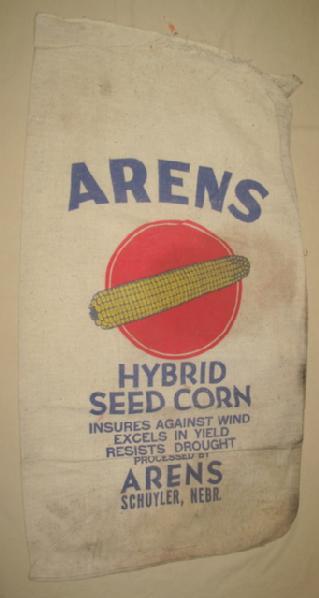 ARENS
HYBRID
SEED CORN
INSURES AGAINST WIND
EXCELS IN YIELD
RESISTS DROUGHT
PROCESSED BY
ARENS
SCHUYLER, NEBR.